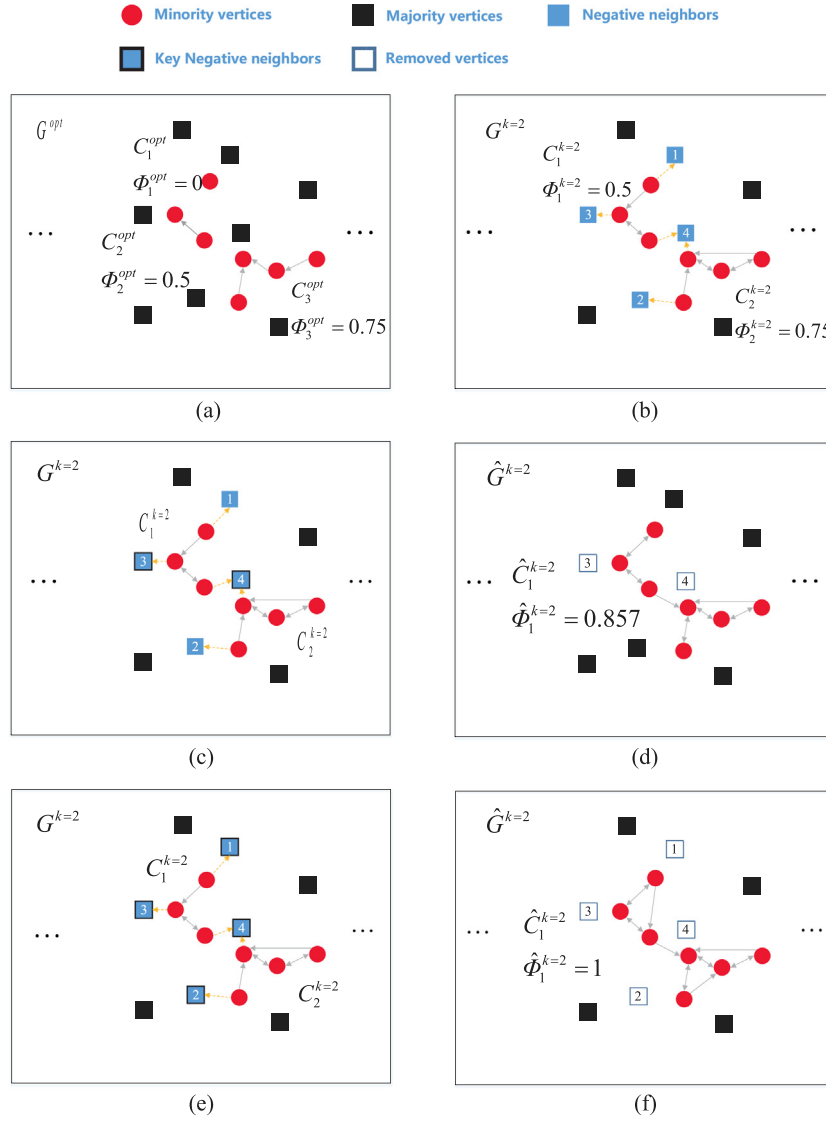 Minority vertices
Majority vertices
Negative neighbors
Key Negative neighbors
Removed vertices
G^{opt}
C_1^{opt}
Φ_1^{opt} = 0
...
C_2^{opt}
Φ_2^{opt} = 0.5
...
C_3^{opt}
Φ_3^{opt} = 0.75
(a)
G^{k=2}
1
C_1^{k=2}
Φ_1^{k=2} = 0.5
3
4
...
...
2
C_2^{k=2}
Φ_2^{k=2} = 0.75
(b)
G^{k=2}
1
C_1^{k=2}
3
4
...
...
2
C_2^{k=2}
(c)
Ĝ^{k=2}
3
4
...
...
Ĉ_1^{k=2}
Φ̂_1^{k=2} = 0.857
(d)
G^{k=2}
1
C_1^{k=2}
3
4
...
...
2
C_2^{k=2}
(e)
Ĝ^{k=2}
1
3
4
...
...
Ĉ_1^{k=2}
Φ̂_1^{k=2} = 1
2
(f)